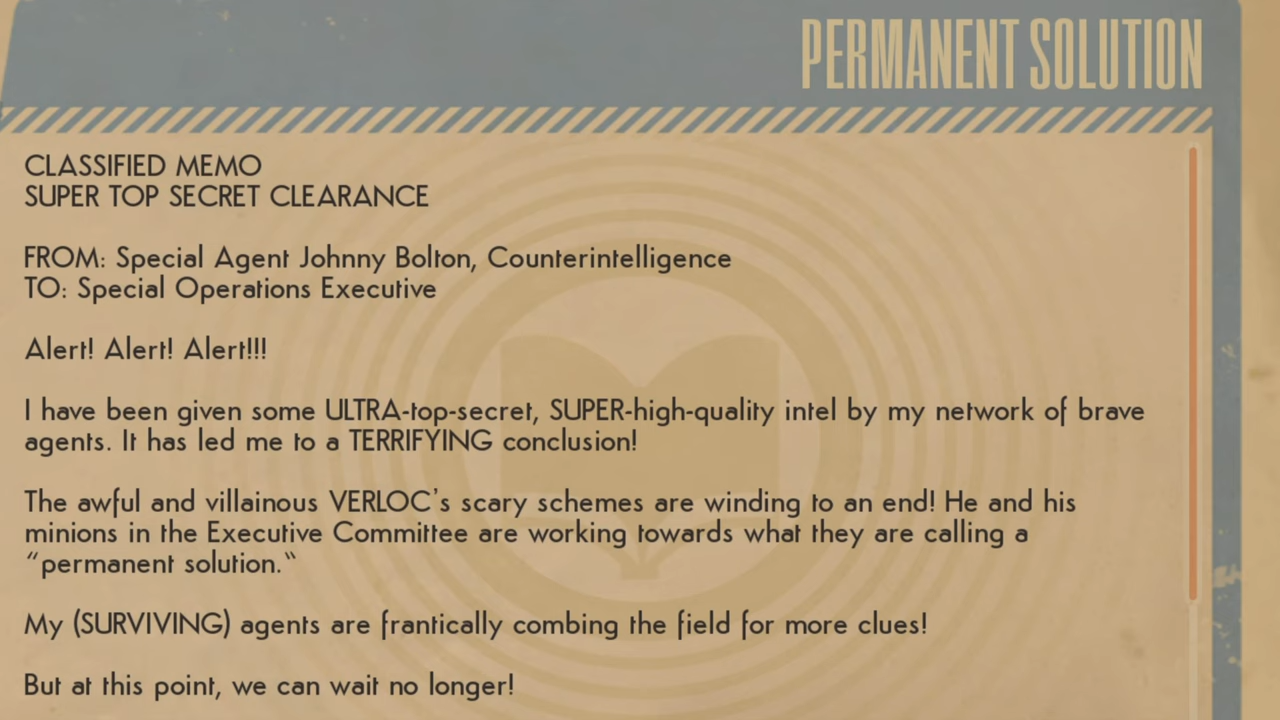 PERMANENT SOLUTION
CLASSIFIED MEMO
SUPER TOP SECRET CLEARANCE
FROM: Special Agent Johnny Bolton, Counterintelligence
TO: Special Operations Executive
Alert! Alert! Alert!!!
I have been given some ULTRA-top-secret, SUPER-high-quality intel by my network of brave
agents. It has led me to a TERRIFYING conclusion!
The awful and villainous VERLOC's scary schemes are winding to an end! He and his
minions in the Executive Committee are working towards what they are calling a
“permanent solution.“
My (SURVIVING) agents are frantically combing the field for more clues!
But at this point, we can wait no longer!